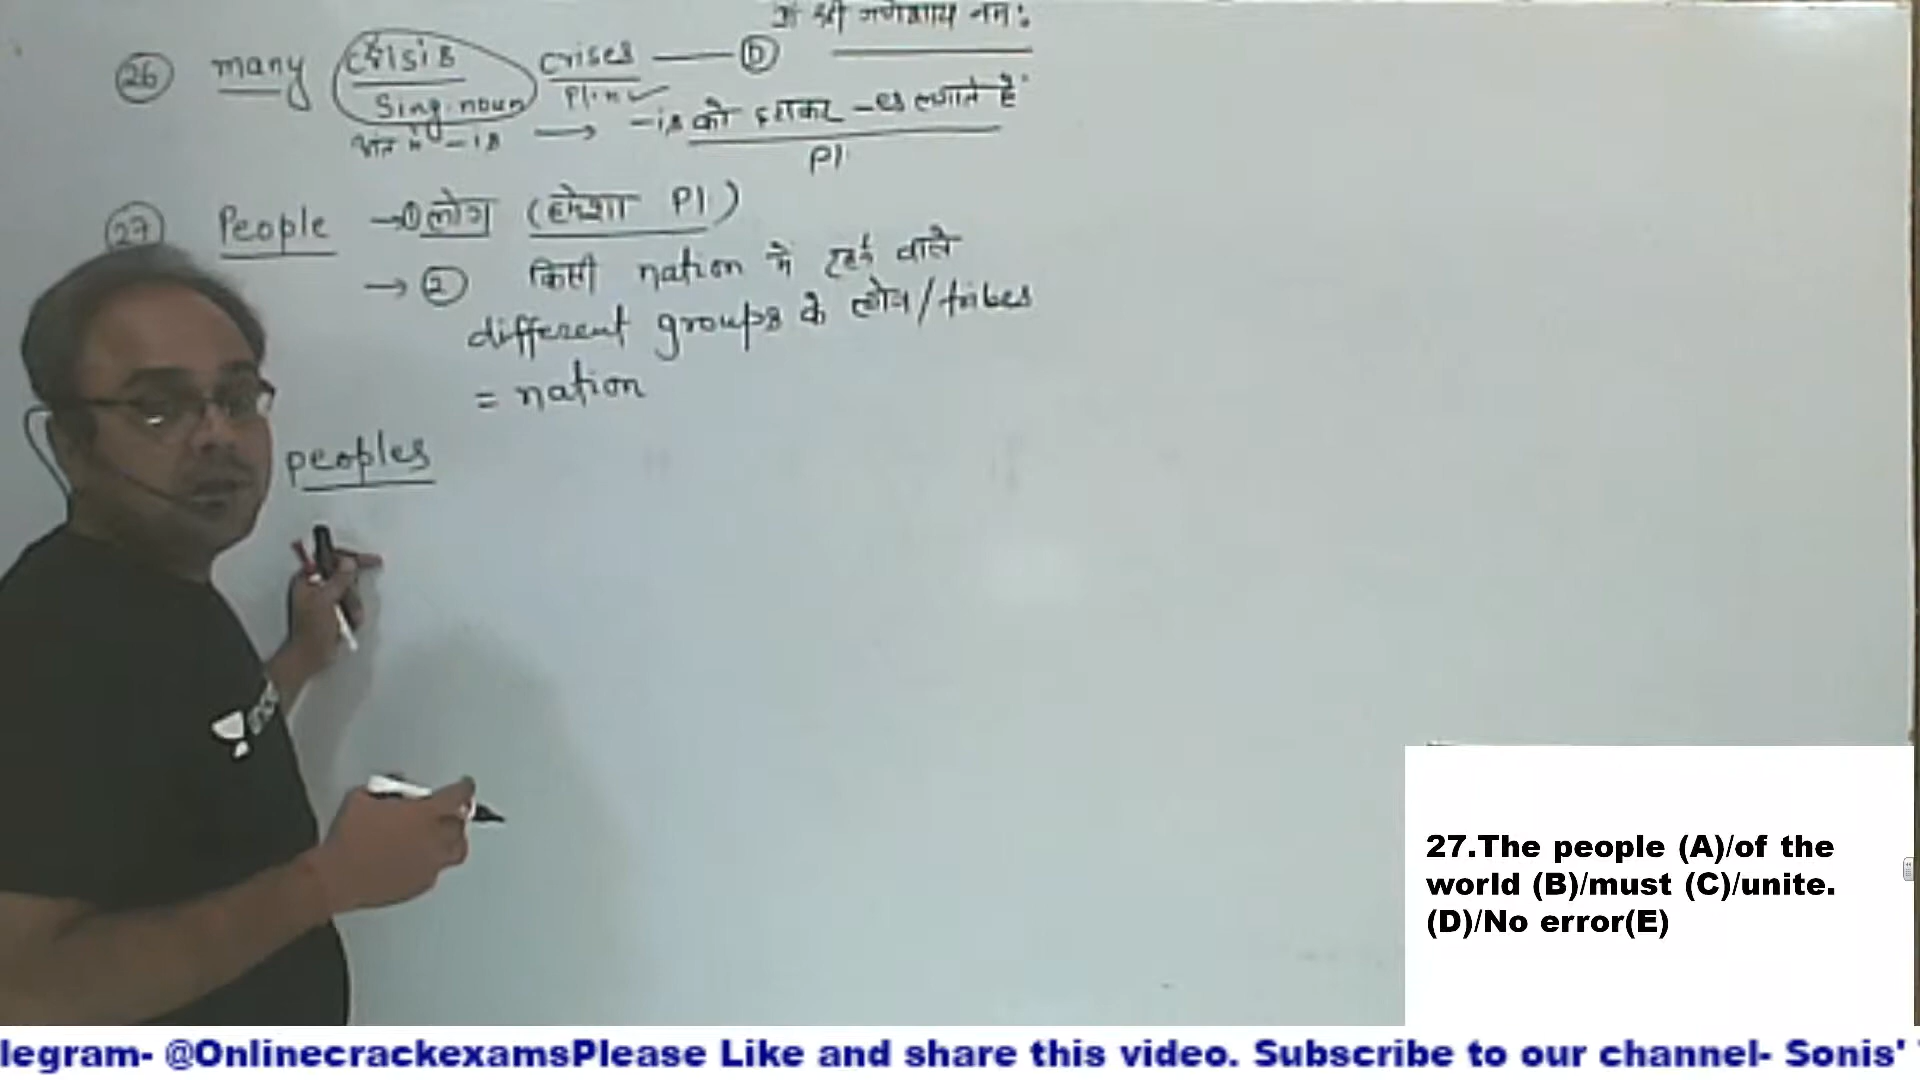 ॐ श्री गणेशाय नमः
26 many crisis crises — D
Sing. noun Pl.n ✓
अंत में -is → -is को हटाकर -es लगाते हैं
Pl
27 People → ① लोग (हमेशा Pl)
→ ② किसी nation में रहने वाले
different groups के लोग/tribes
= nation
peoples
27.The people (A)/of the
world (B)/must (C)/unite.
(D)/No error(E)
legram- @OnlinecrackexamsPlease Like and share this video. Subscribe to our channel- Sonis'